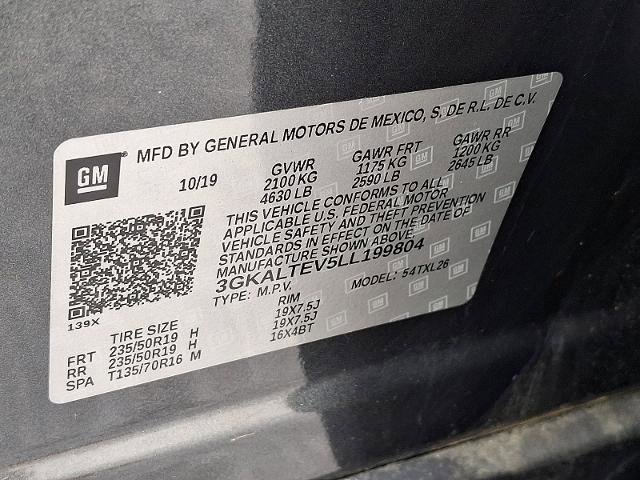 GM® MFD BY GENERAL MOTORS DE MEXICO, S. DE R.L. DE C.V.
10/19 GVWR GAWR FRT GAWR RR
2100 KG 1175 KG 1200 KG
4630 LB 2590 LB 2645 LB
THIS VEHICLE CONFORMS TO ALL
APPLICABLE U.S. FEDERAL MOTOR
VEHICLE SAFETY AND THEFT PREVENTION
STANDARDS IN EFFECT ON THE DATE OF
MANUFACTURE SHOWN ABOVE.
3GKALTEV5LL199804
TYPE: M.P.V. MODEL: 54TXL26
139X
TIRE SIZE RIM
FRT 235/50R19 H 19X7.5J
RR 235/50R19 H 19X7.5J
SPA T135/70R16 M 16X4BT